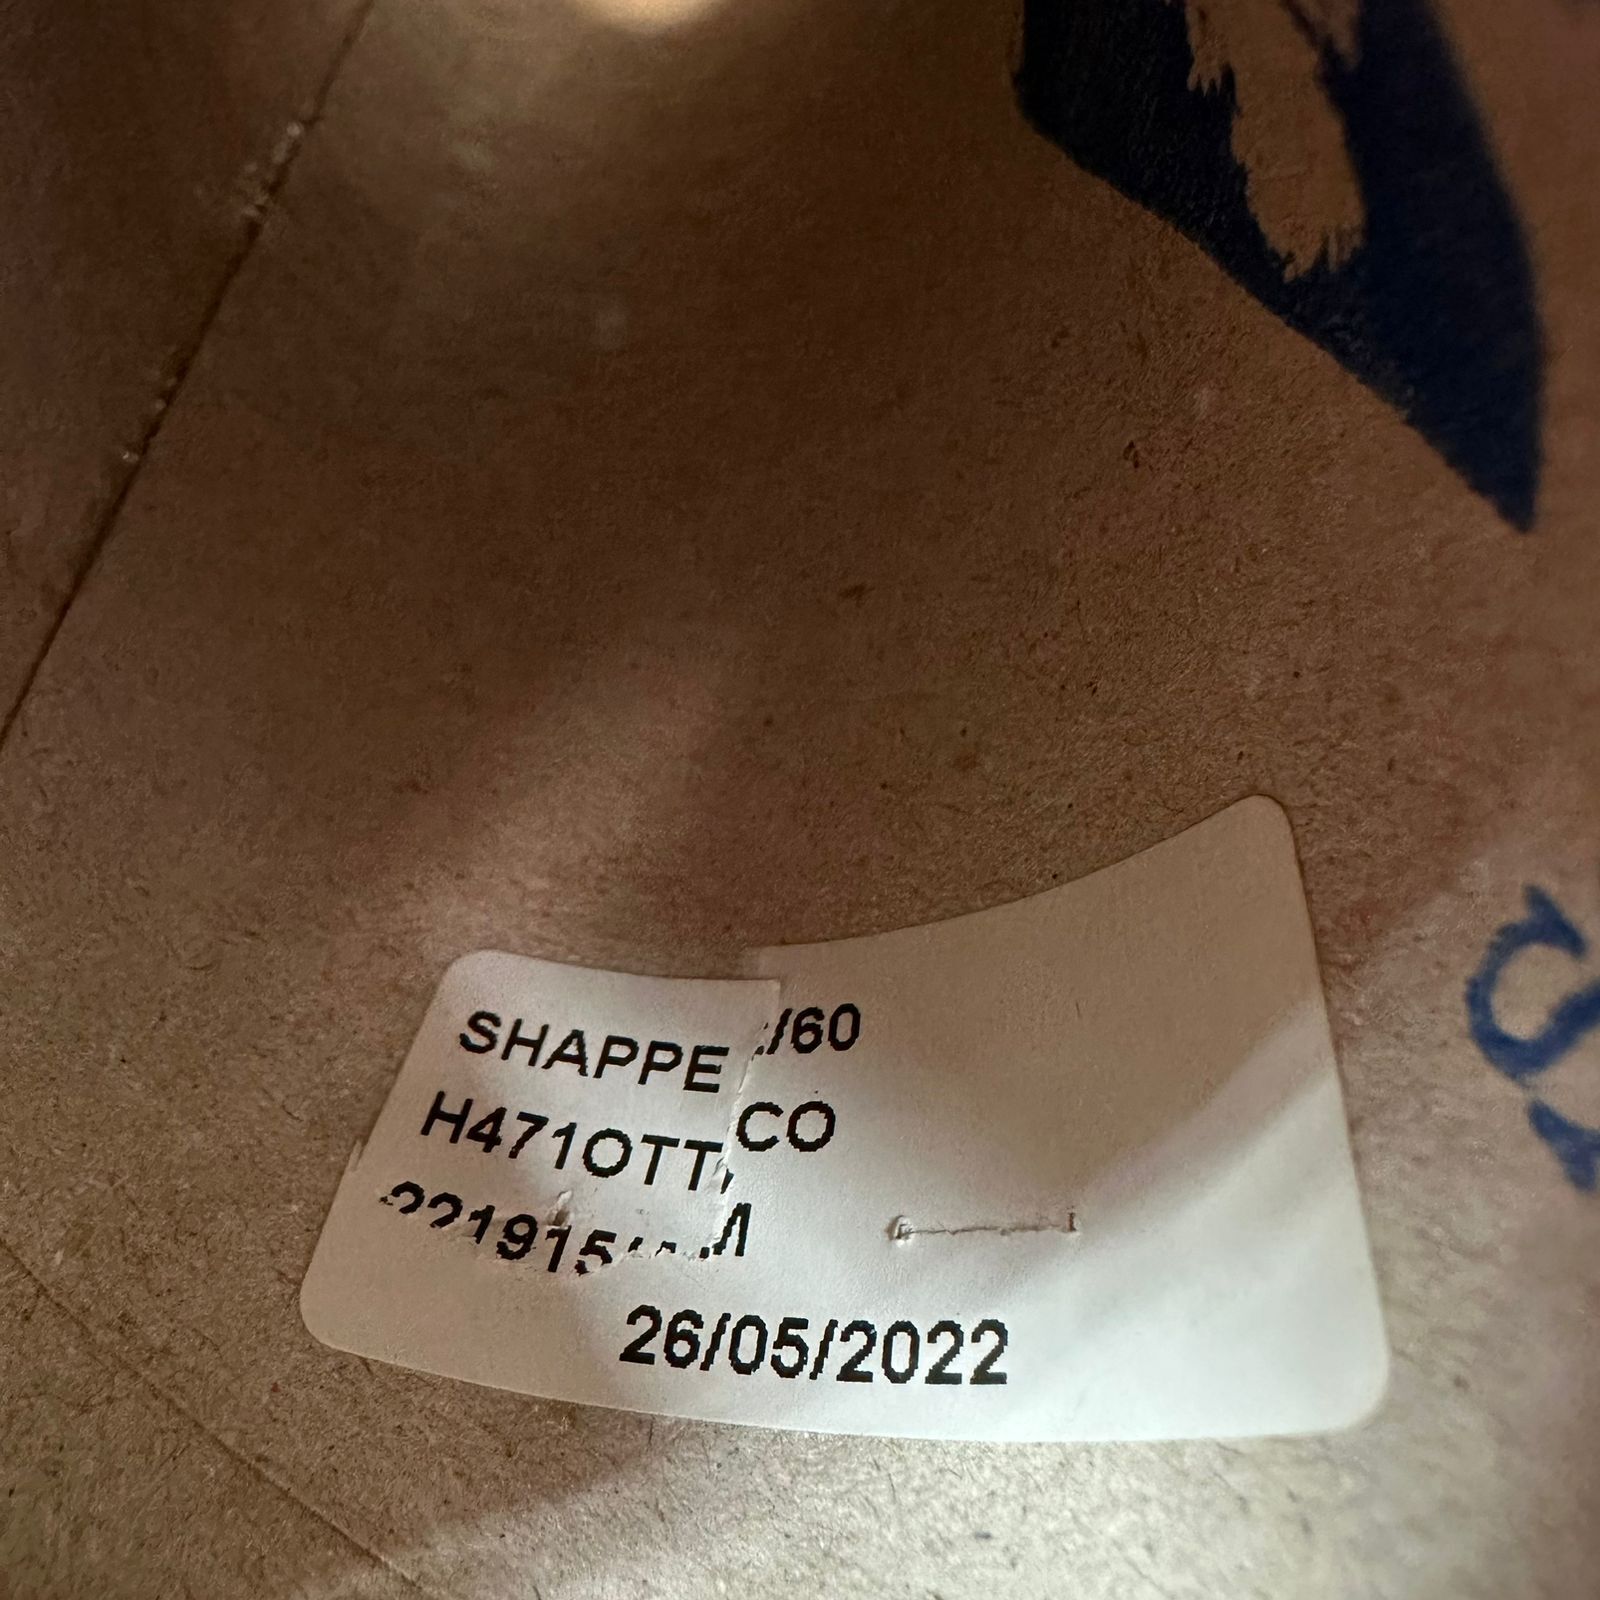 SHAPPE /60
H471OTT CO
221915 M
26/05/2022
S